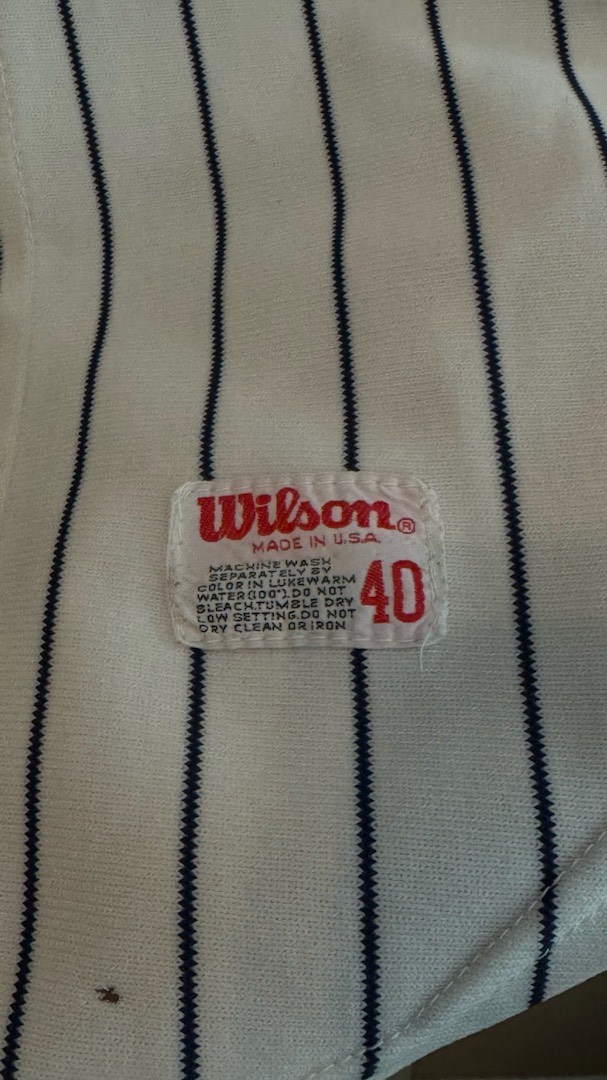 Wilson®
MADE IN U.S.A.
MACHINE WASH
SEPARATELY BY
COLOR IN LUKEWARM
WATER(100°).DO NOT
BLEACH.TUMBLE DRY
LOW SETTING.DO NOT
DRY CLEAN OR IRON
40